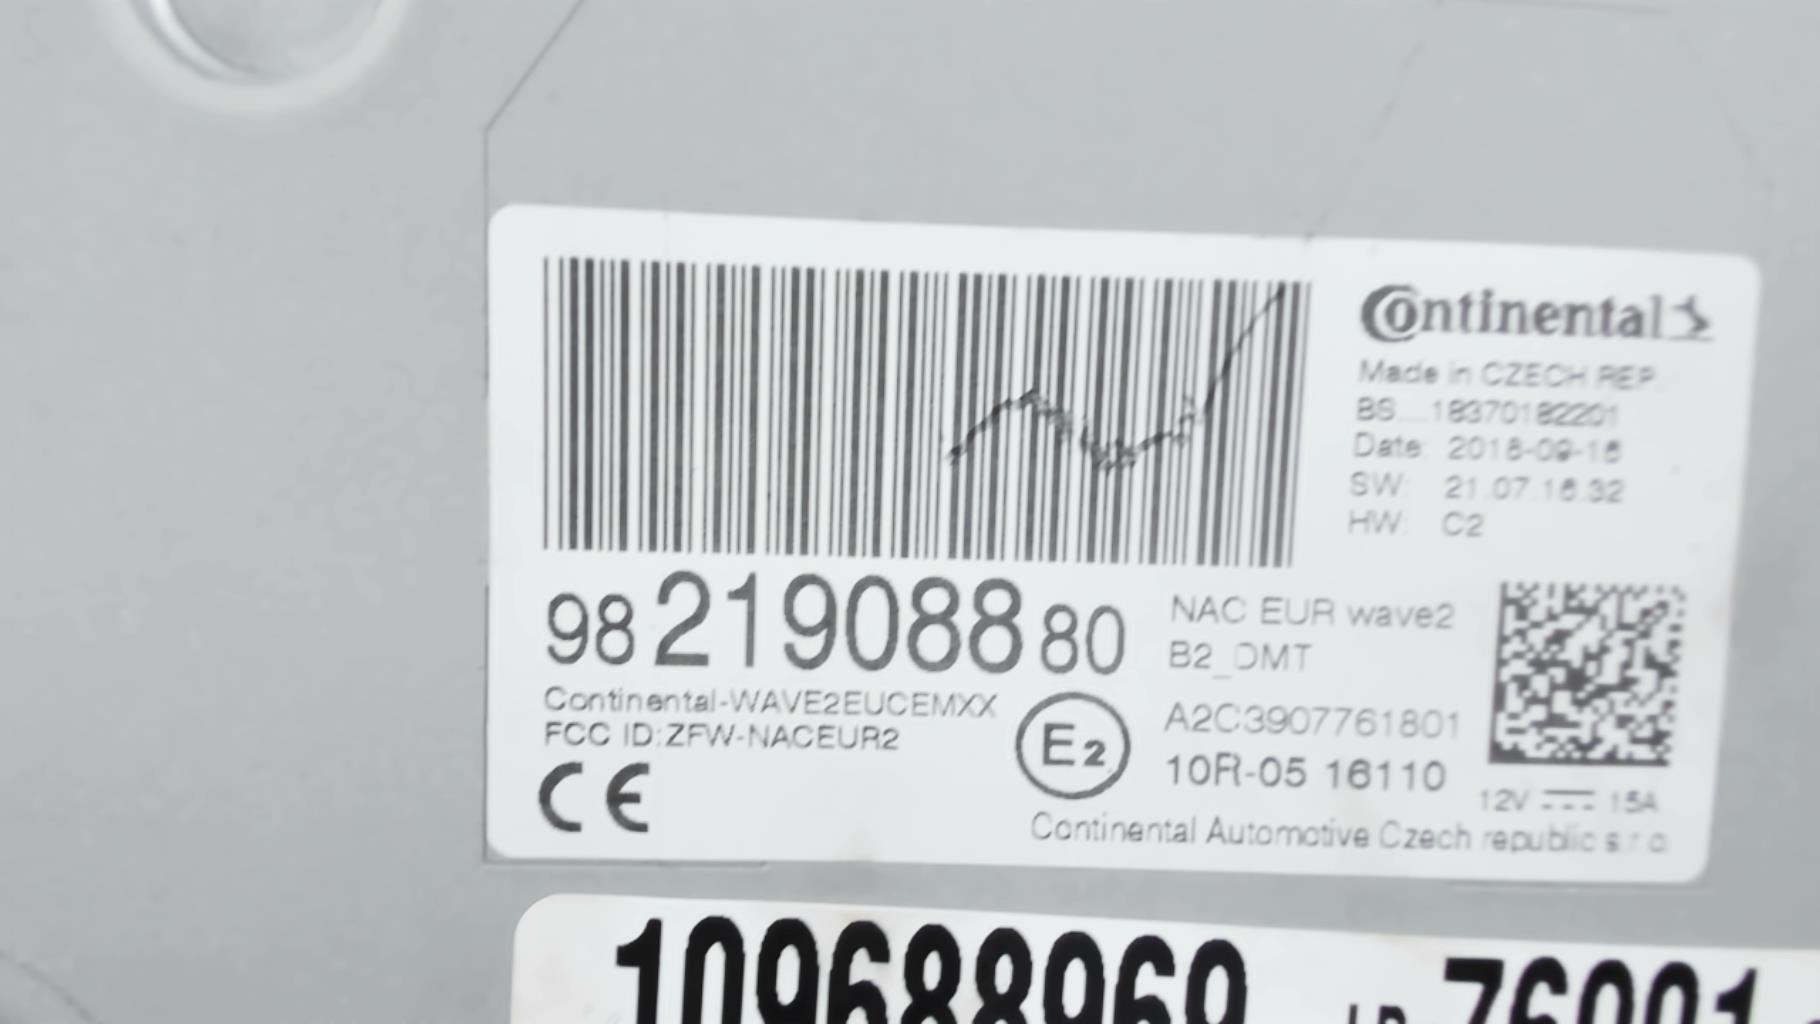 Continental
Made in CZECH REP.
BS....18370182201
Date: 2018-09-16
SW: 21.07.16.32
HW: C2
98 219088 80
NAC EUR wave2
B2_DMT
Continental-WAVE2EUCEMXX
FCC ID:ZFW-NACEUR2
E2
A2C3907761801
10R-05 16110
CE
12V 15A
Continental Automotive Czech republic s.r.o.
109688969